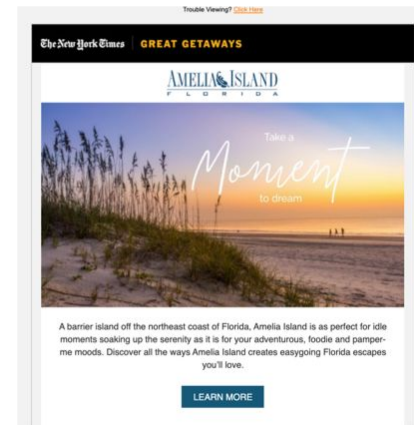 Trouble Viewing? Click Here
The New York Times GREAT GETAWAYS
AMELIA ISLAND
FLORIDA
Take a
Moment
to dream
A barrier island off the northeast coast of Florida, Amelia Island is as perfect for idle
moments soaking up the serenity as it is for your adventurous, foodie and pamper-
me moods. Discover all the ways Amelia Island creates easygoing Florida escapes
you'll love.
LEARN MORE